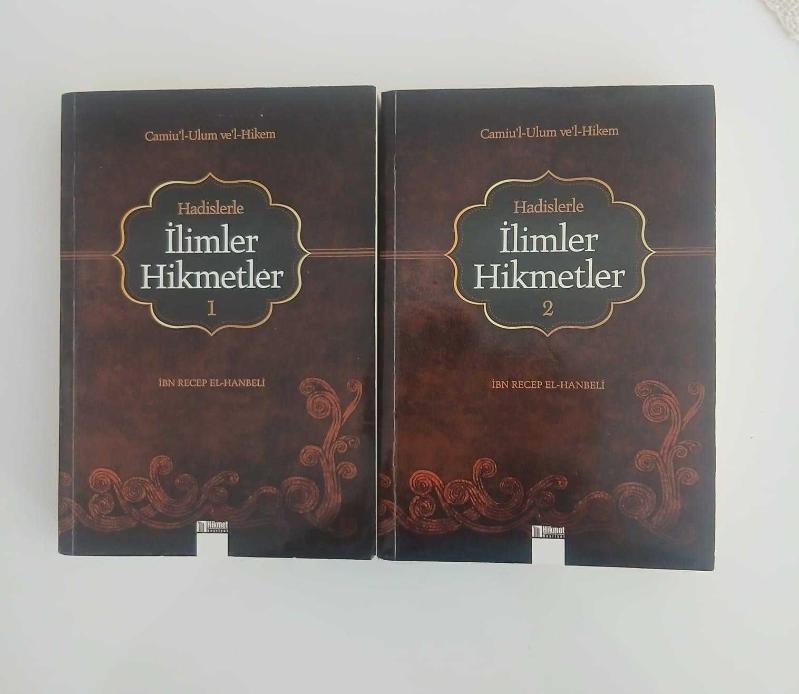 Camiu'l-Ulum ve'l-Hikem
Hadislerle
İlimler
Hikmetler
1
İBN RECEP EL-HANBELİ
Hikmet
Camiu'l-Ulum ve'l-Hikem
Hadislerle
İlimler
Hikmetler
2
İBN RECEP EL-HANBELİ
Hikmet